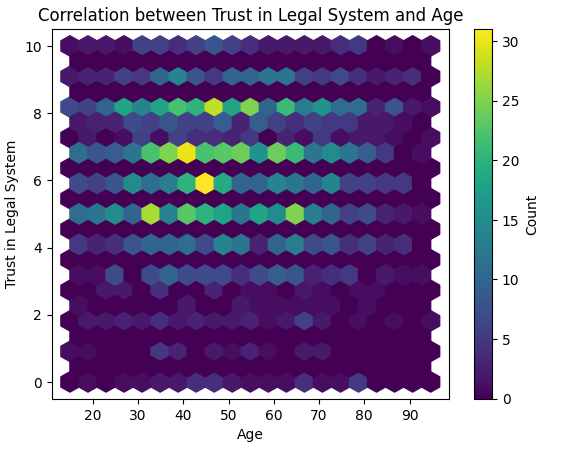 Correlation between Trust in Legal System and Age
10
8
6
4
2
0
Trust in Legal System
20 30 40 50 60 70 80 90
Age
30
25
20
15
10
5
0
Count